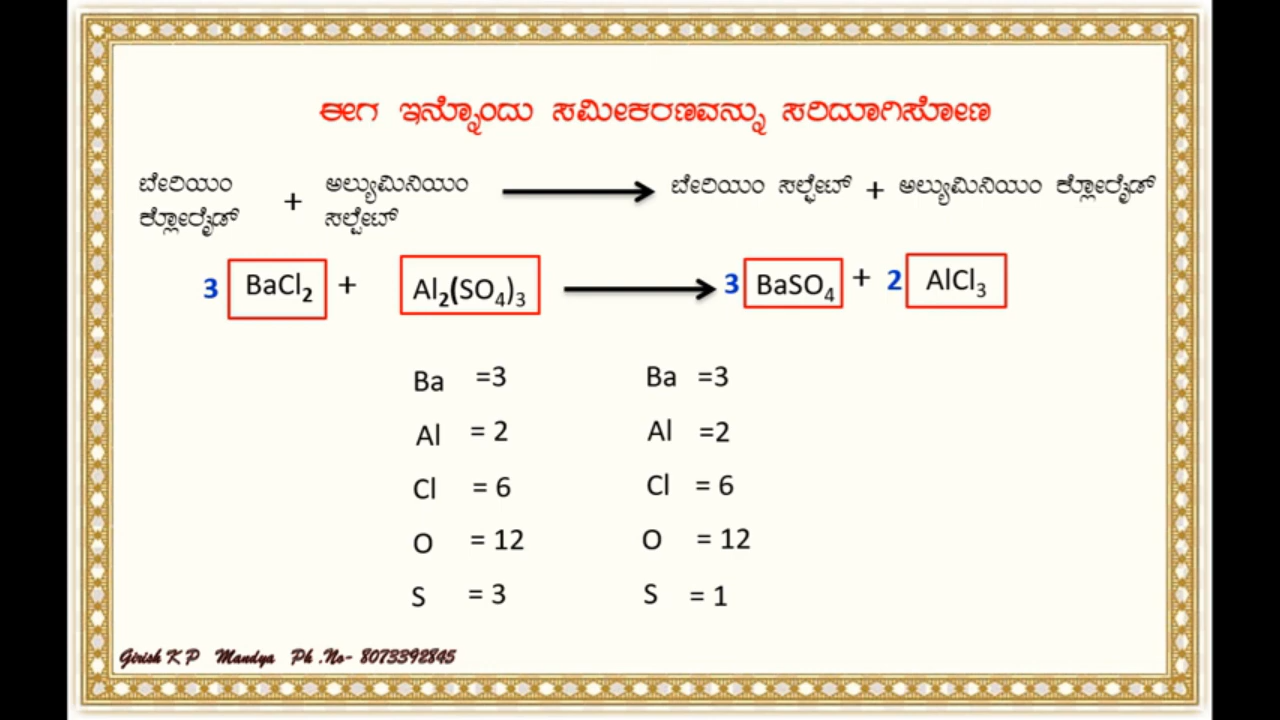 ಈಗ ಇನ್ನೊಂದು ಸಮೀಕರಣವನ್ನು ಸರಿದೂಗಿಸೋಣ
ಬೇರಿಯಂ ಕ್ಲೋರೈಡ್ + ಅಲ್ಯುಮಿನಿಯಂ ಸಲ್ಪೇಟ್ → ಬೇರಿಯಂ ಸಲ್ಫೇಟ್ + ಅಲ್ಯುಮಿನಿಯಂ ಕ್ಲೋರೈಡ್
3 BaCl₂ + Al₂(SO₄)₃ → 3 BaSO₄ + 2 AlCl₃
Ba =3 Ba =3
Al = 2 Al =2
Cl = 6 Cl = 6
O = 12 O = 12
S = 3 S = 1
Girish K P Mandya Ph .No- 8073392845